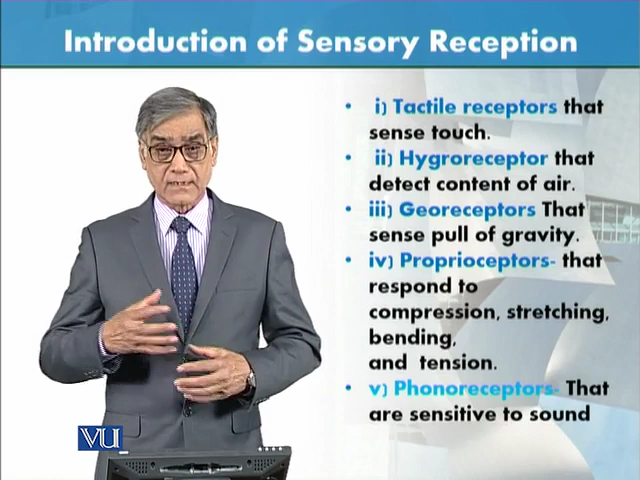 Introduction of Sensory Reception
• i) Tactile receptors that
sense touch.
• ii) Hygroreceptor that
detect content of air.
• iii) Georeceptors That
sense pull of gravity.
• iv) Proprioceptors- that
respond to
compression, stretching,
bending,
and tension.
• v) Phonoreceptors- That
are sensitive to sound
VU